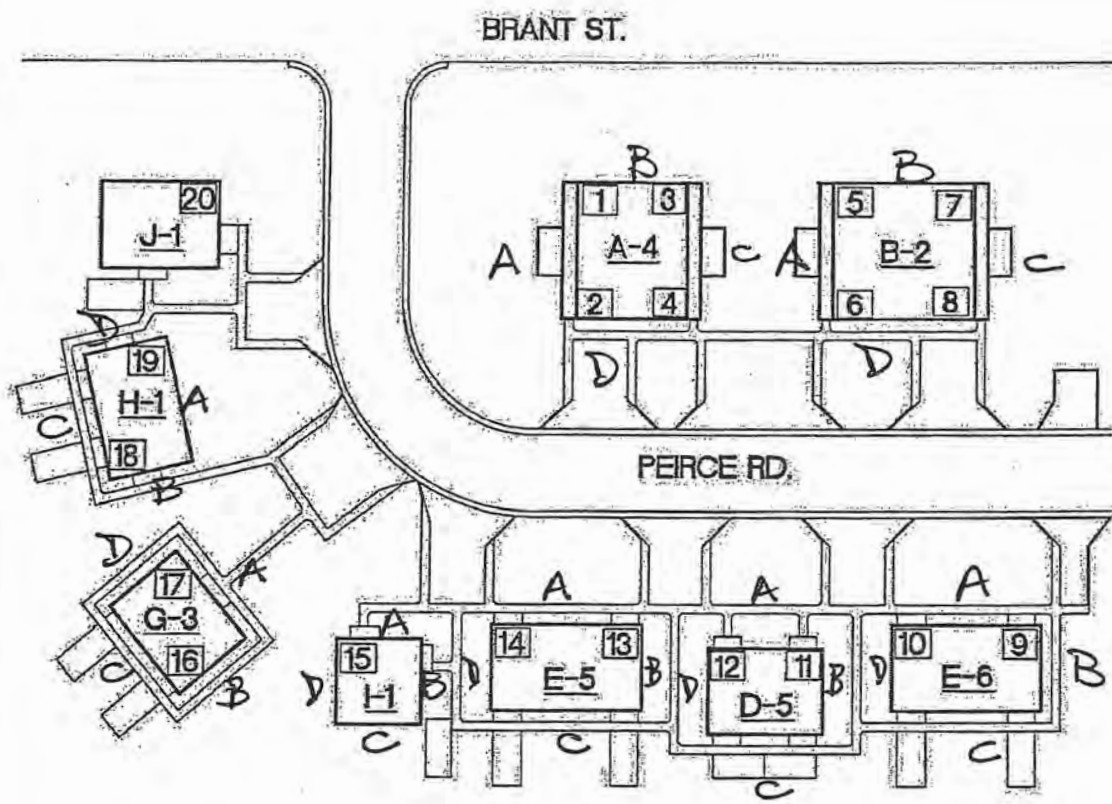 BRANT ST.
B B
20 1 3 5 7
J-1 A A-4 C A B-2 C
2 4 6 8
D
19 D D
H-1 A
C
18
B
PEIRCE RD.
D
17 A A A A
G-3
16
C
B
A
15 14 13 12 11 10 9
D I-1 B D E-5 B D D-5 B D E-6 B
C C C C